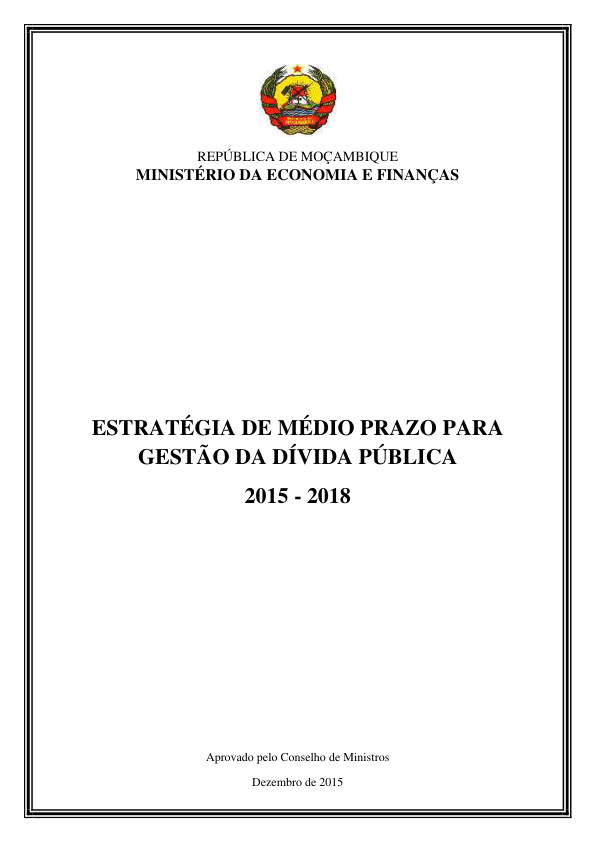 REPÚBLICA DE MOÇAMBIQUE
MINISTÉRIO DA ECONOMIA E FINANÇAS
ESTRATÉGIA DE MÉDIO PRAZO PARA
GESTÃO DA DÍVIDA PÚBLICA
2015 - 2018
Aprovado pelo Conselho de Ministros
Dezembro de 2015